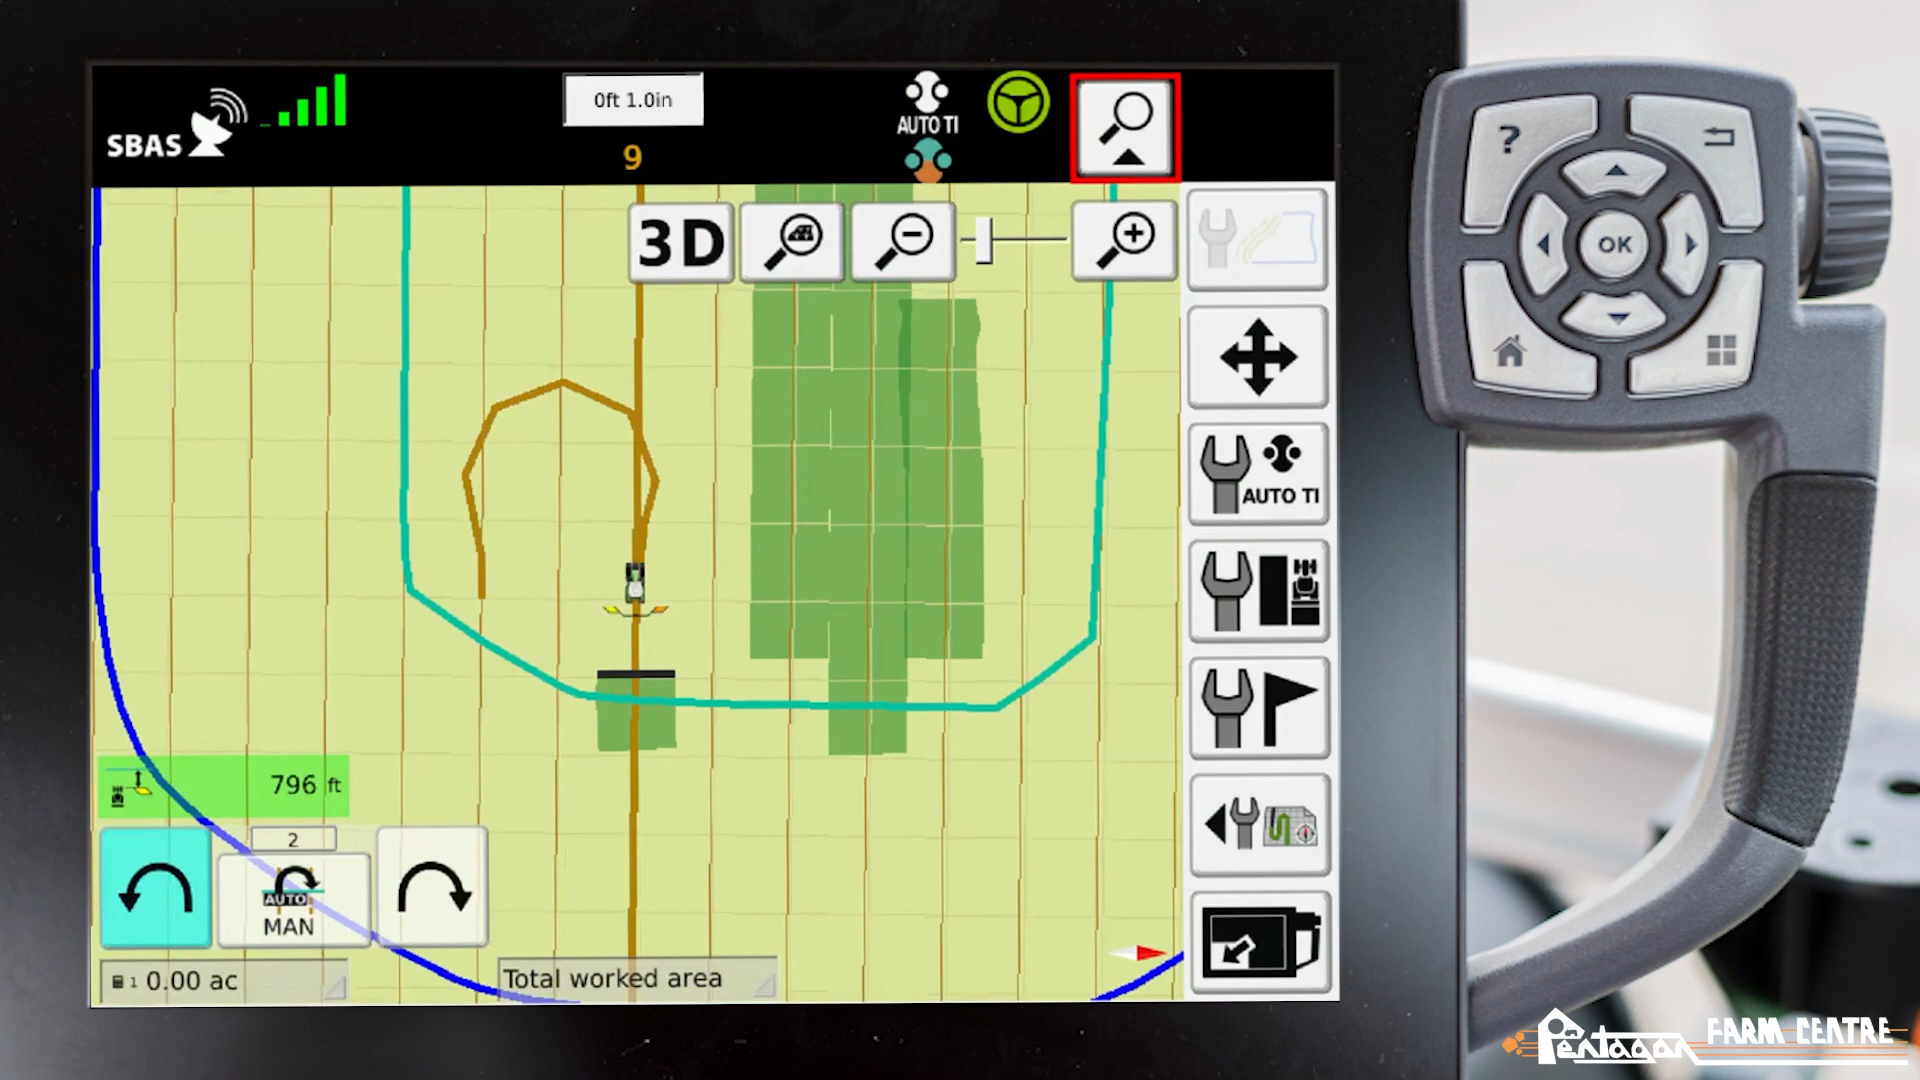 SBAS
0ft 1.0in
9
AUTO TI
3D
AUTO TI
796 ft
2
AUTO
MAN
1 0.00 ac
Total worked area
?
OK
Pentagon FARM CENTRE